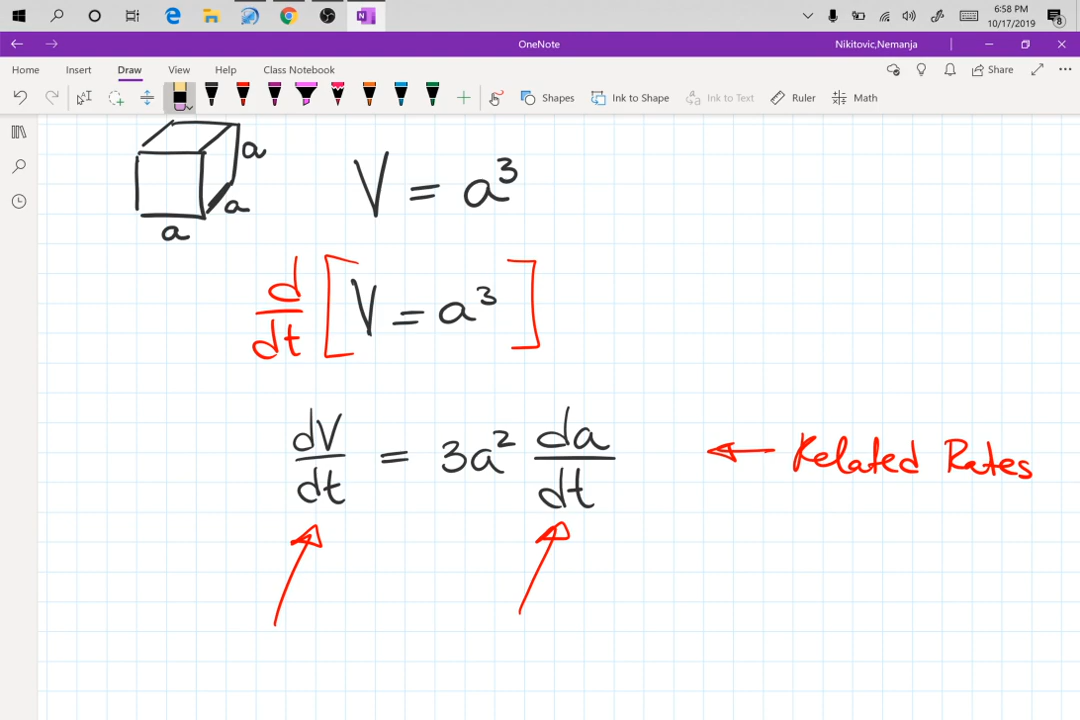 6:58 PM
10/17/2019
8
OneNote
Nikitovic,Nemanja
Home Insert Draw View Help Class Notebook
Share
Shapes Ink to Shape Ink to Text Ruler Math
a
a
a
V = a³
d/dt [V = a³]
dV/dt = 3a² da/dt ← Related Rates